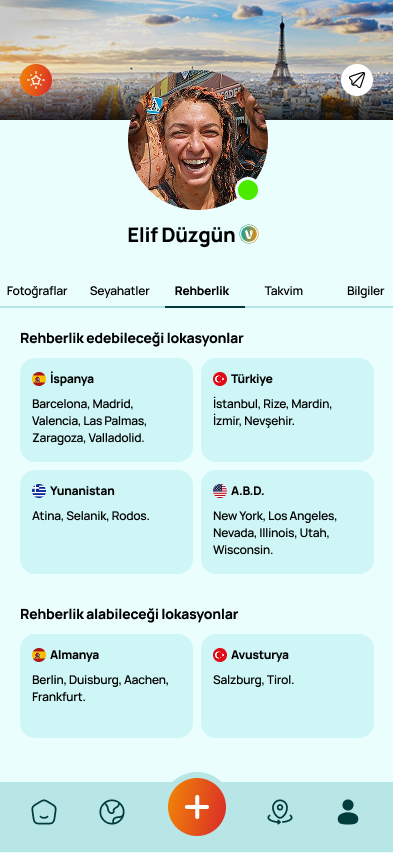 Elif Düzgün
Fotoğraflar Seyahatler Rehberlik Takvim Bilgiler
Rehberlik edebileceği lokasyonlar
İspanya
Barcelona, Madrid,
Valencia, Las Palmas,
Zaragoza, Valladolid.
Türkiye
İstanbul, Rize, Mardin,
İzmir, Nevşehir.
Yunanistan
Atina, Selanik, Rodos.
A.B.D.
New York, Los Angeles,
Nevada, Illinois, Utah,
Wisconsin.
Rehberlik alabileceği lokasyonlar
Almanya
Berlin, Duisburg, Aachen,
Frankfurt.
Avusturya
Salzburg, Tirol.